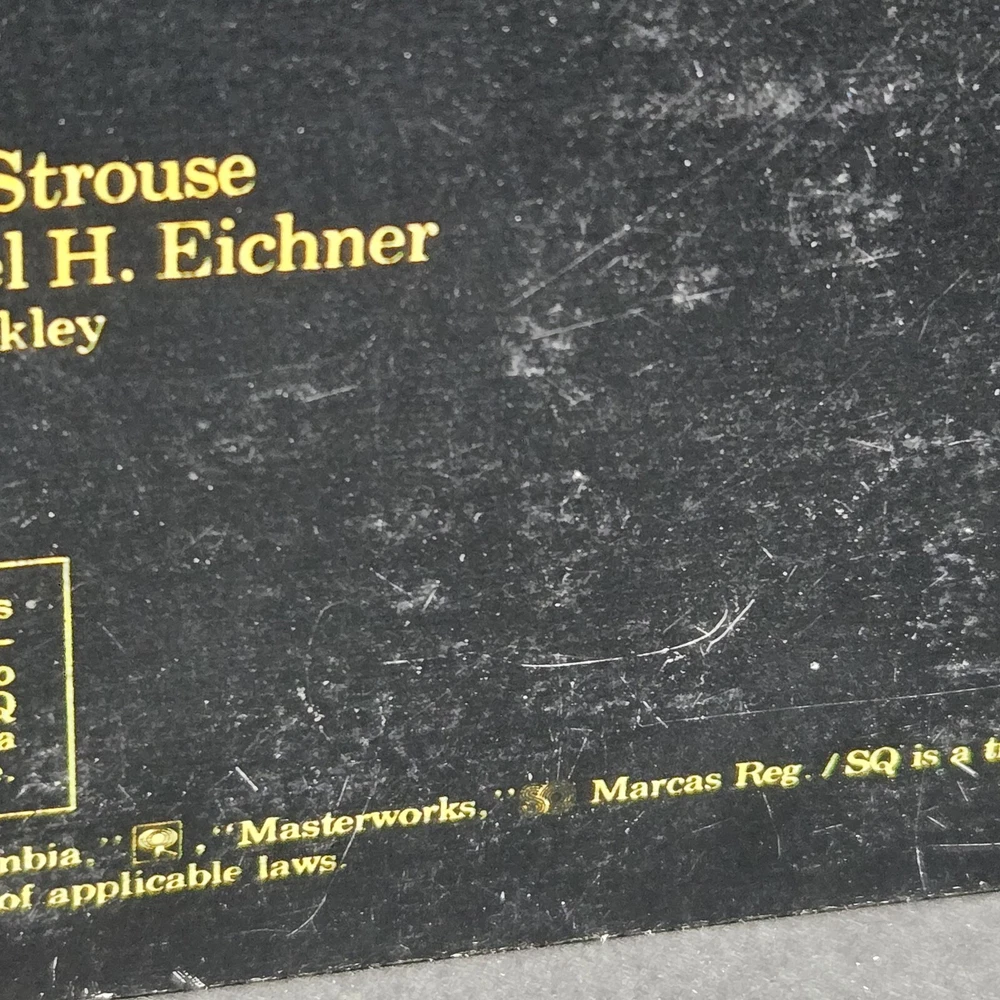 Strouse
el H. Eichner
kley
s
-
o
Q
a
.
mbia," , "Masterworks," Marcas Reg. /SQ is a t
of applicable laws.